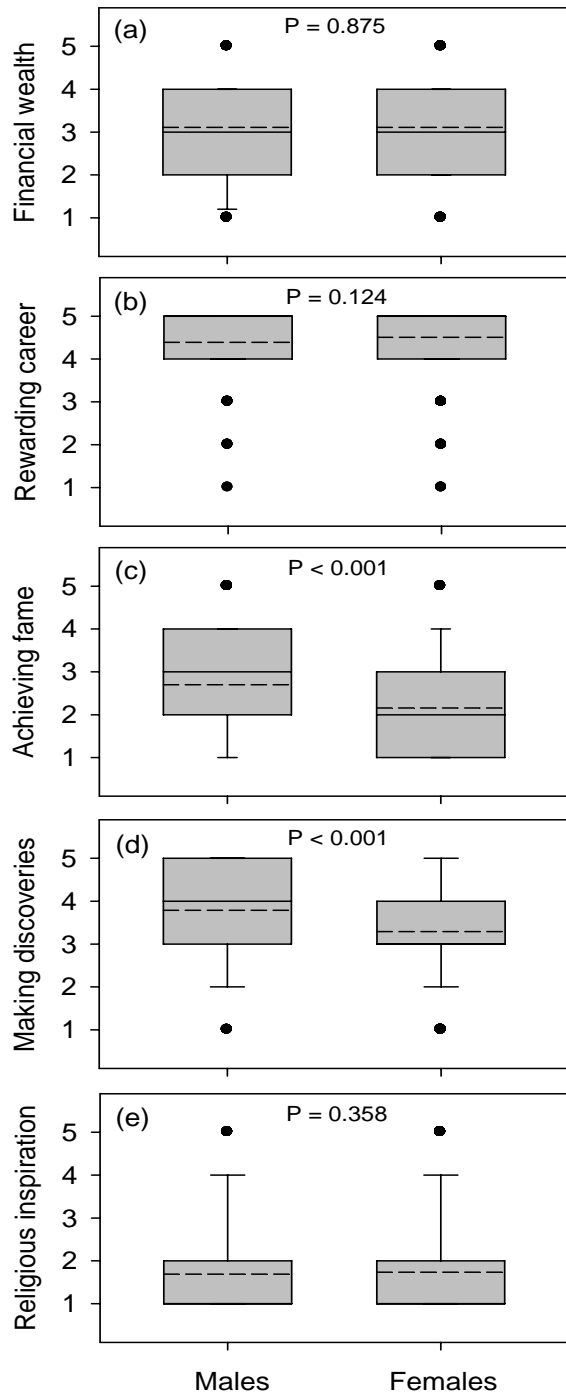 (a)
P = 0.875
Financial wealth
5
4
3
2
1
(b)
P = 0.124
Rewarding career
5
4
3
2
1
(c)
P < 0.001
Achieving fame
5
4
3
2
1
(d)
P < 0.001
Making discoveries
5
4
3
2
1
(e)
P = 0.358
Religious inspiration
5
4
3
2
1
Males Females